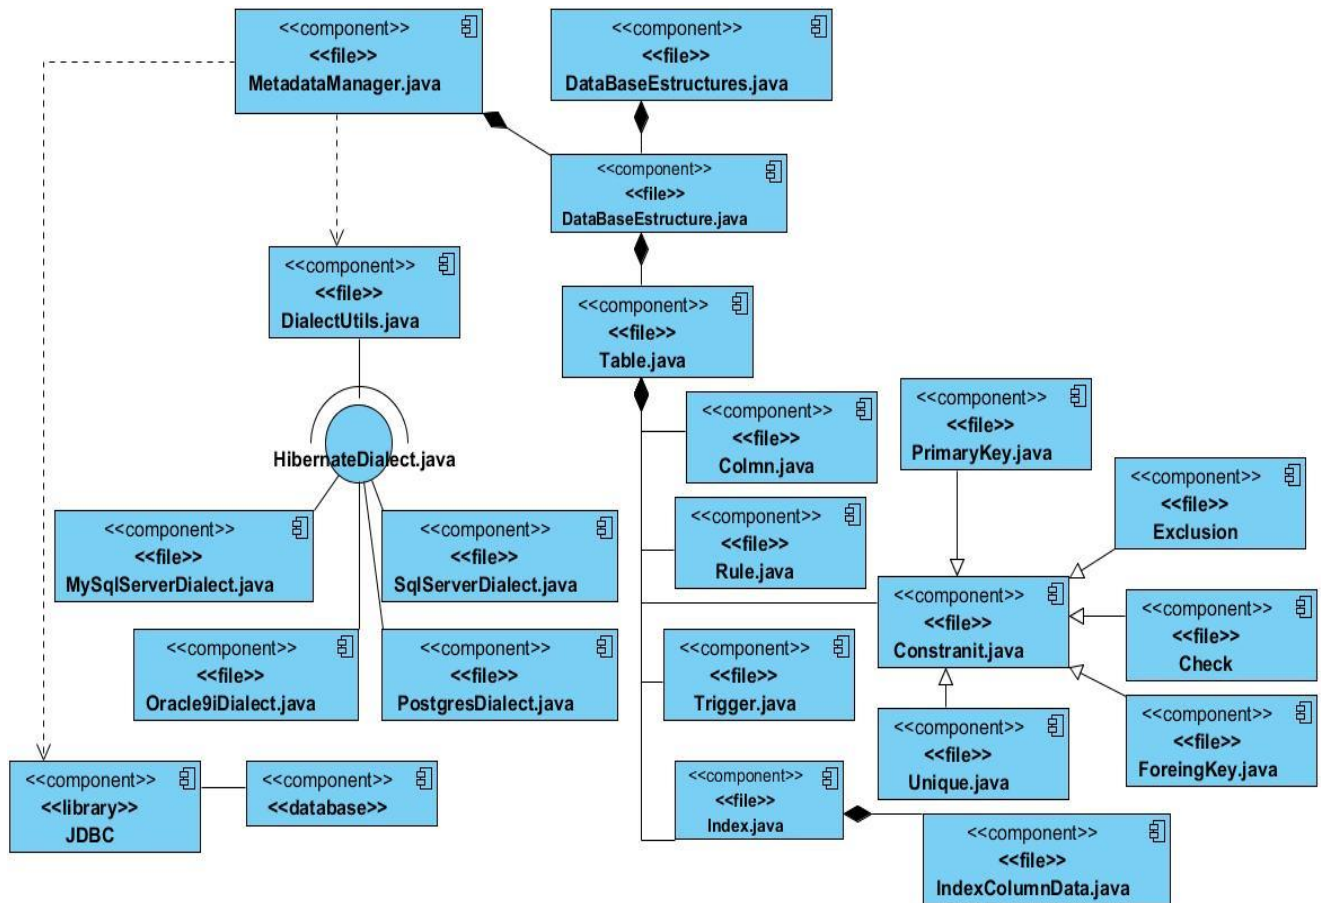 <<component>>
<<file>>
MetadataManager.java
<<component>>
<<file>>
DataBaseEstructures.java
<<component>>
<<file>>
DataBaseEstructure.java
<<component>>
<<file>>
DialectUtils.java
<<component>>
<<file>>
Table.java
HibernateDialect.java
<<component>>
<<file>>
Colmn.java
<<component>>
<<file>>
PrimaryKey.java
<<component>>
<<file>>
Exclusion
<<component>>
<<file>>
MySqlServerDialect.java
<<component>>
<<file>>
SqlServerDialect.java
<<component>>
<<file>>
Rule.java
<<component>>
<<file>>
Constranit.java
<<component>>
<<file>>
Check
<<component>>
<<file>>
Oracle9iDialect.java
<<component>>
<<file>>
PostgresDialect.java
<<component>>
<<file>>
Trigger.java
<<component>>
<<file>>
Unique.java
<<component>>
<<file>>
ForeingKey.java
<<component>>
<<library>>
JDBC
<<component>>
<<database>>
<<component>>
<<file>>
Index.java
<<component>>
<<file>>
IndexColumnData.java